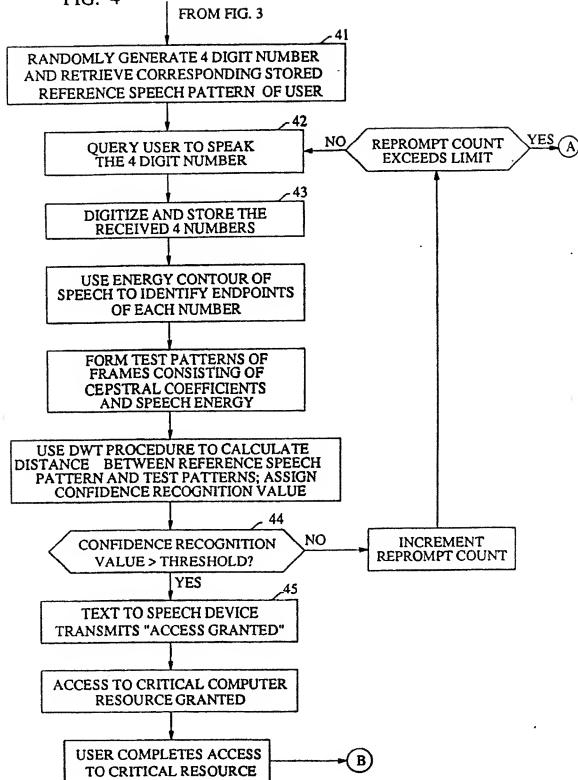 FIG. 4
FROM FIG. 3
41
RANDOMLY GENERATE 4 DIGIT NUMBER
AND RETRIEVE CORRESPONDING STORED
REFERENCE SPEECH PATTERN OF USER
42
QUERY USER TO SPEAK
THE 4 DIGIT NUMBER
NO
REPROMPT COUNT
EXCEEDS LIMIT
YES
A
43
DIGITIZE AND STORE THE
RECEIVED 4 NUMBERS
USE ENERGY CONTOUR OF
SPEECH TO IDENTIFY ENDPOINTS
OF EACH NUMBER
FORM TEST PATTERNS OF
FRAMES CONSISTING OF
CEPSTRAL COEFFICIENTS
AND SPEECH ENERGY
USE DWT PROCEDURE TO CALCULATE
DISTANCE BETWEEN REFERENCE SPEECH
PATTERN AND TEST PATTERNS; ASSIGN
CONFIDENCE RECOGNITION VALUE
44
CONFIDENCE RECOGNITION
VALUE > THRESHOLD?
NO
INCREMENT
REPROMPT COUNT
YES
45
TEXT TO SPEECH DEVICE
TRANSMITS "ACCESS GRANTED"
ACCESS TO CRITICAL COMPUTER
RESOURCE GRANTED
USER COMPLETES ACCESS
TO CRITICAL RESOURCE
B